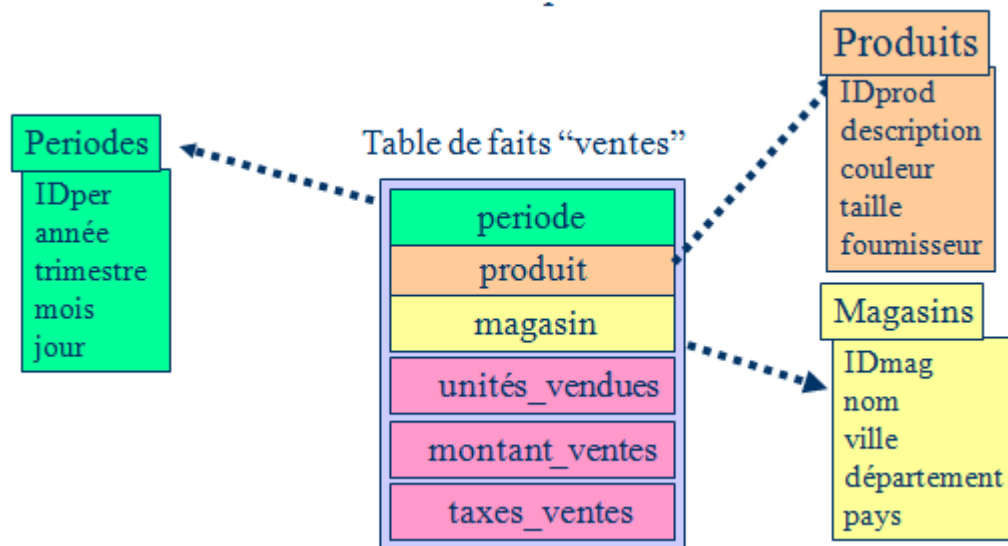 Periodes
IDper
année
trimestre
mois
jour
Table de faits “ventes”
periode
produit
magasin
unités_vendues
montant_ventes
taxes_ventes
Produits
IDprod
description
couleur
taille
fournisseur
Magasins
IDmag
nom
ville
département
pays